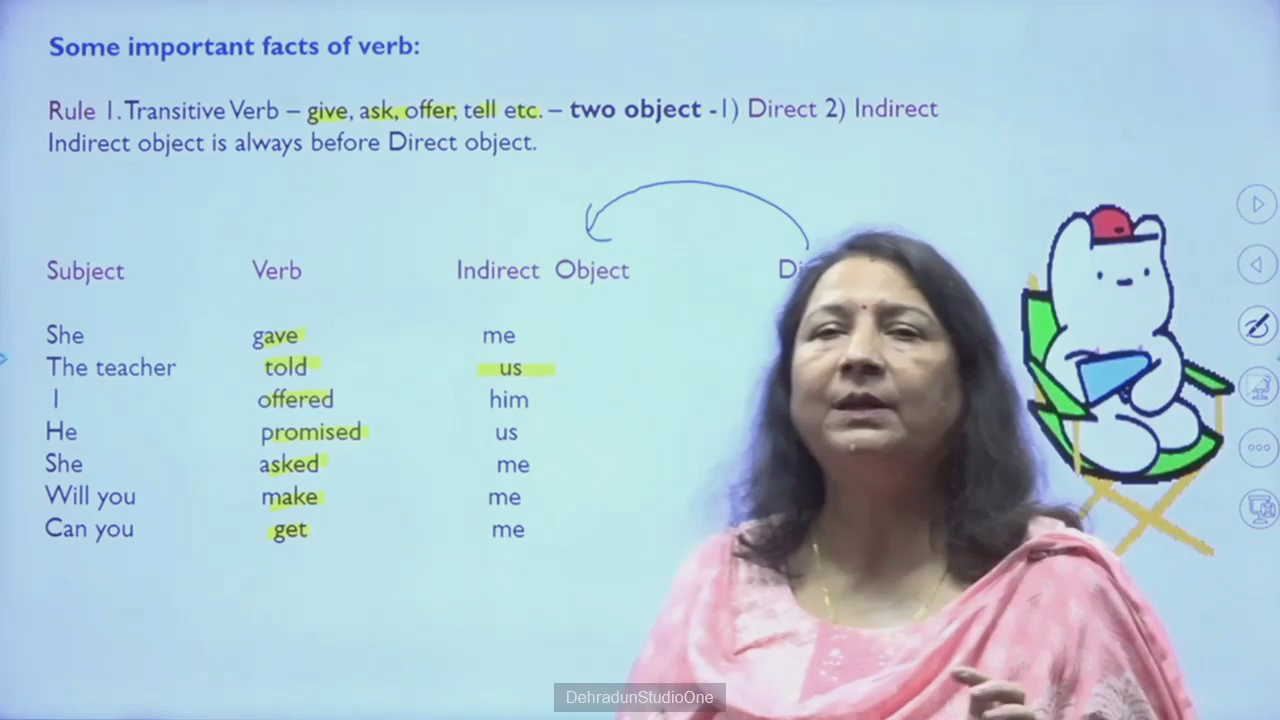 Some important facts of verb:
Rule 1. Transitive Verb – give, ask, offer, tell etc. – two object -1) Direct 2) Indirect
Indirect object is always before Direct object.
Subject Verb Indirect Object
She gave me
The teacher told us
I offered him
He promised us
She asked me
Will you make me
Can you get me
DehradunStudioOne